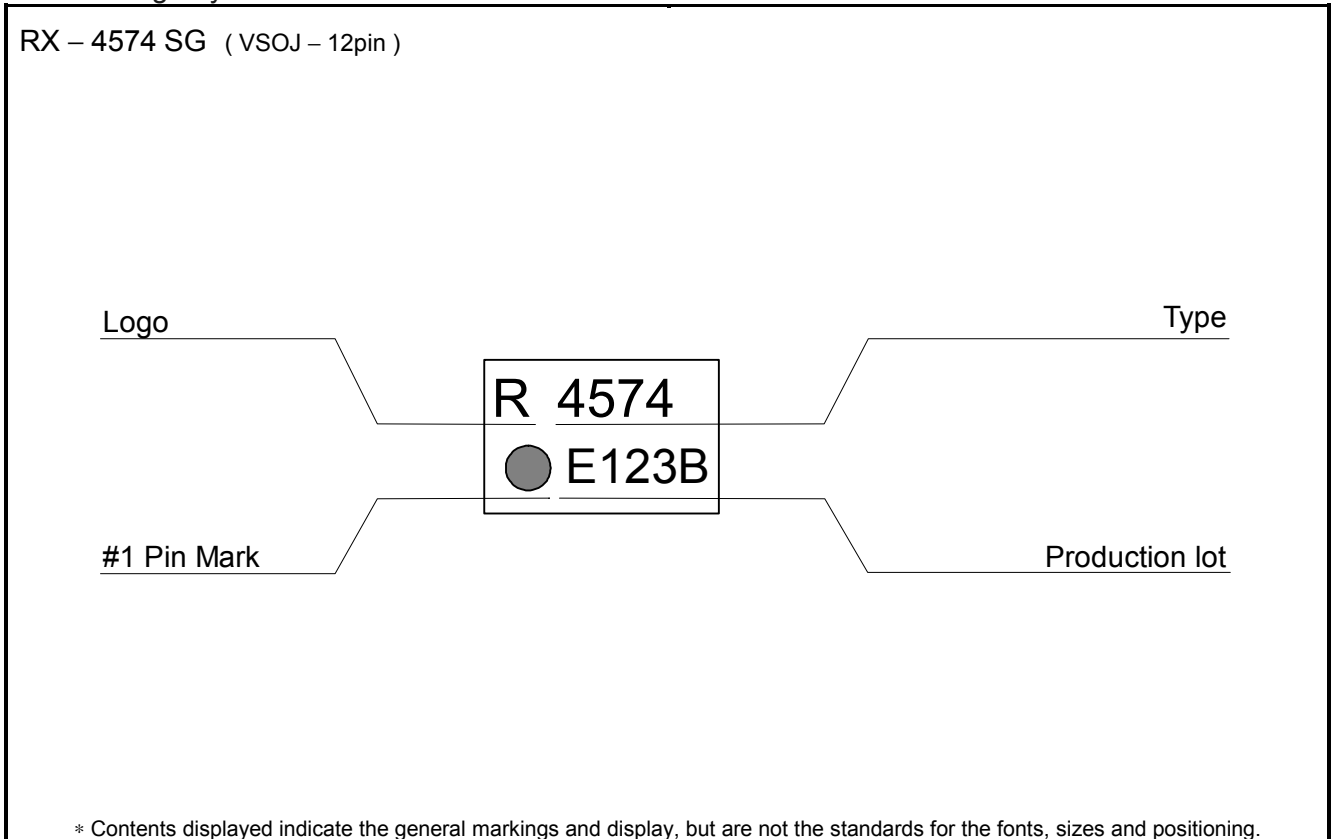 RX – 4574 SG ( VSOJ – 12pin )
Logo
Type
R 4574
E123B
#1 Pin Mark
Production lot
* Contents displayed indicate the general markings and display, but are not the standards for the fonts, sizes and positioning.